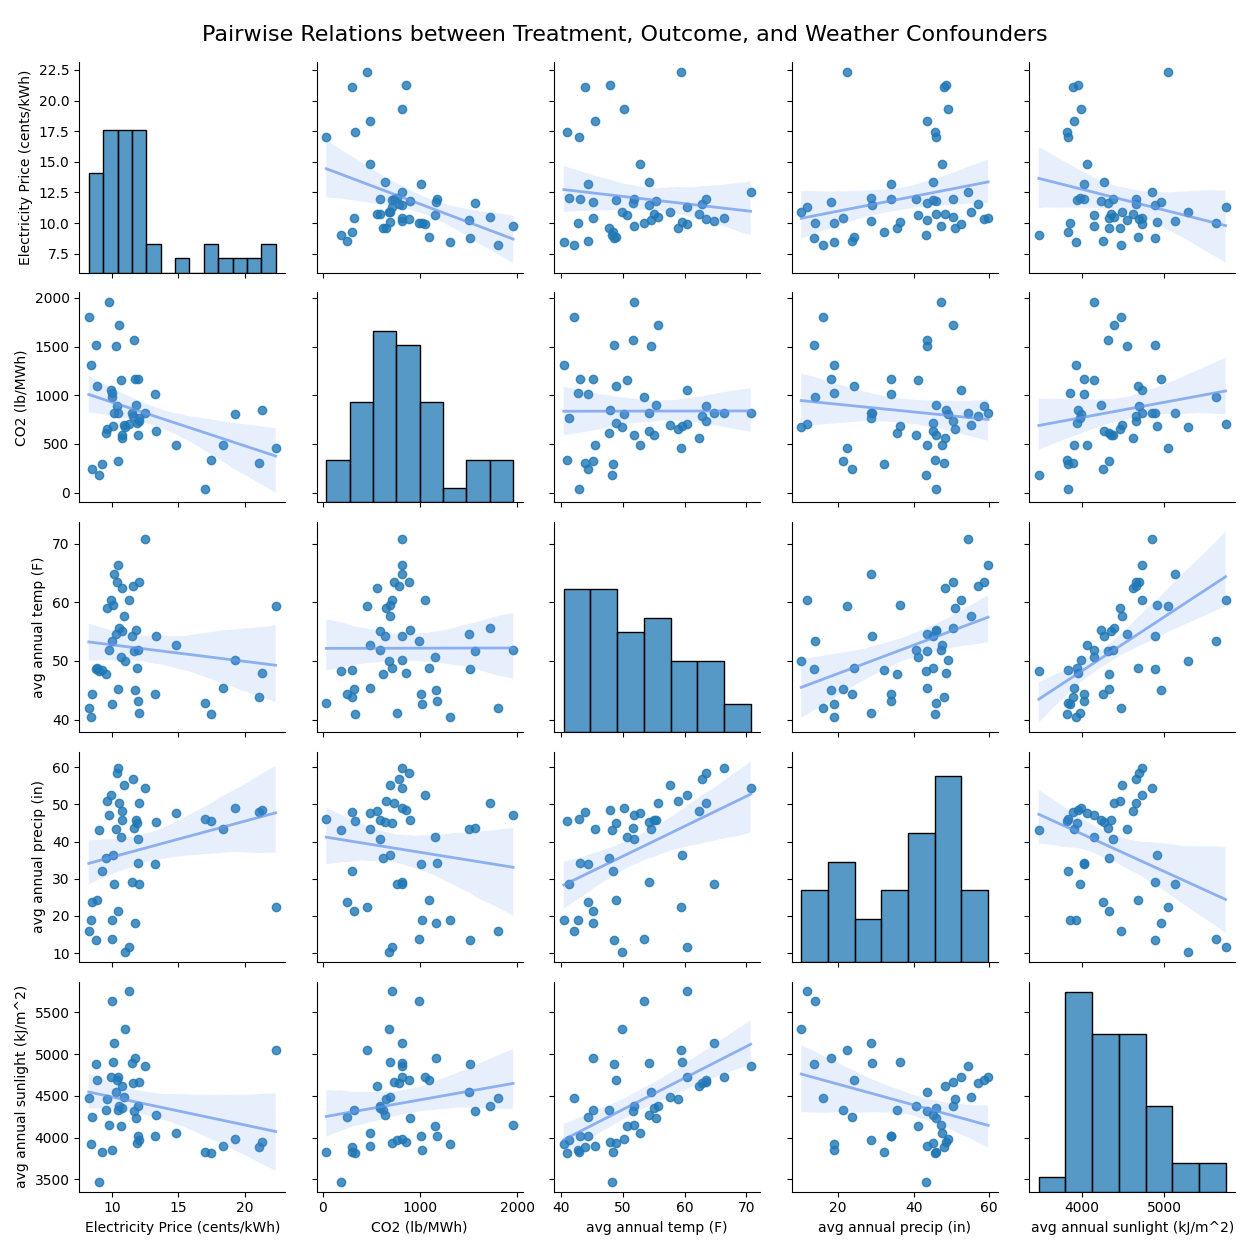 Pairwise Relations between Treatment, Outcome, and Weather Confounders
Electricity Price (cents/kWh)
22.5
20.0
17.5
15.0
12.5
10.0
7.5
CO2 (lb/MWh)
2000
1500
1000
500
0
avg annual temp (F)
70
60
50
40
avg annual precip (in)
60
50
40
30
20
10
avg annual sunlight (kJ/m^2)
5500
5000
4500
4000
3500
10 15 20
0 1000 2000
40 50 60 70
20 40 60
4000 5000
Electricity Price (cents/kWh)
CO2 (lb/MWh)
avg annual temp (F)
avg annual precip (in)
avg annual sunlight (kJ/m^2)